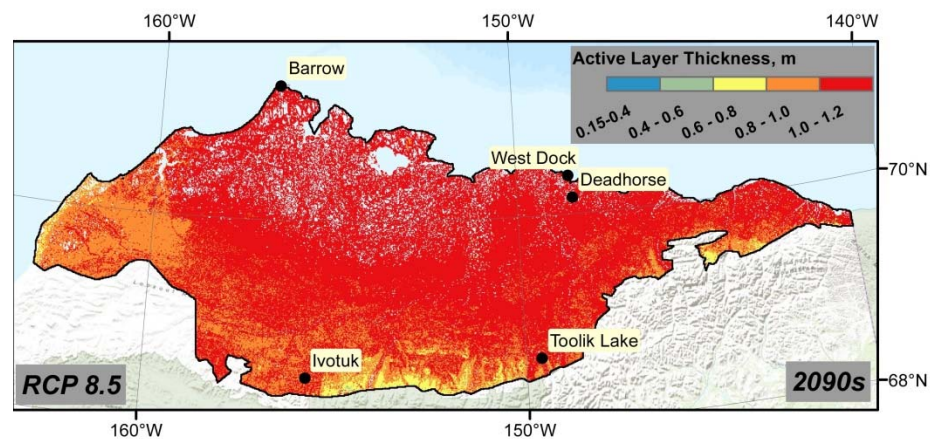 160°W 150°W 140°W
Active Layer Thickness, m
0.15-0.4 0.4 - 0.6 0.6 - 0.8 0.8 - 1.0 1.0 - 1.2
Barrow
West Dock
Deadhorse
70°N
Toolik Lake
Ivotuk
RCP 8.5
2090s
68°N
160°W 150°W